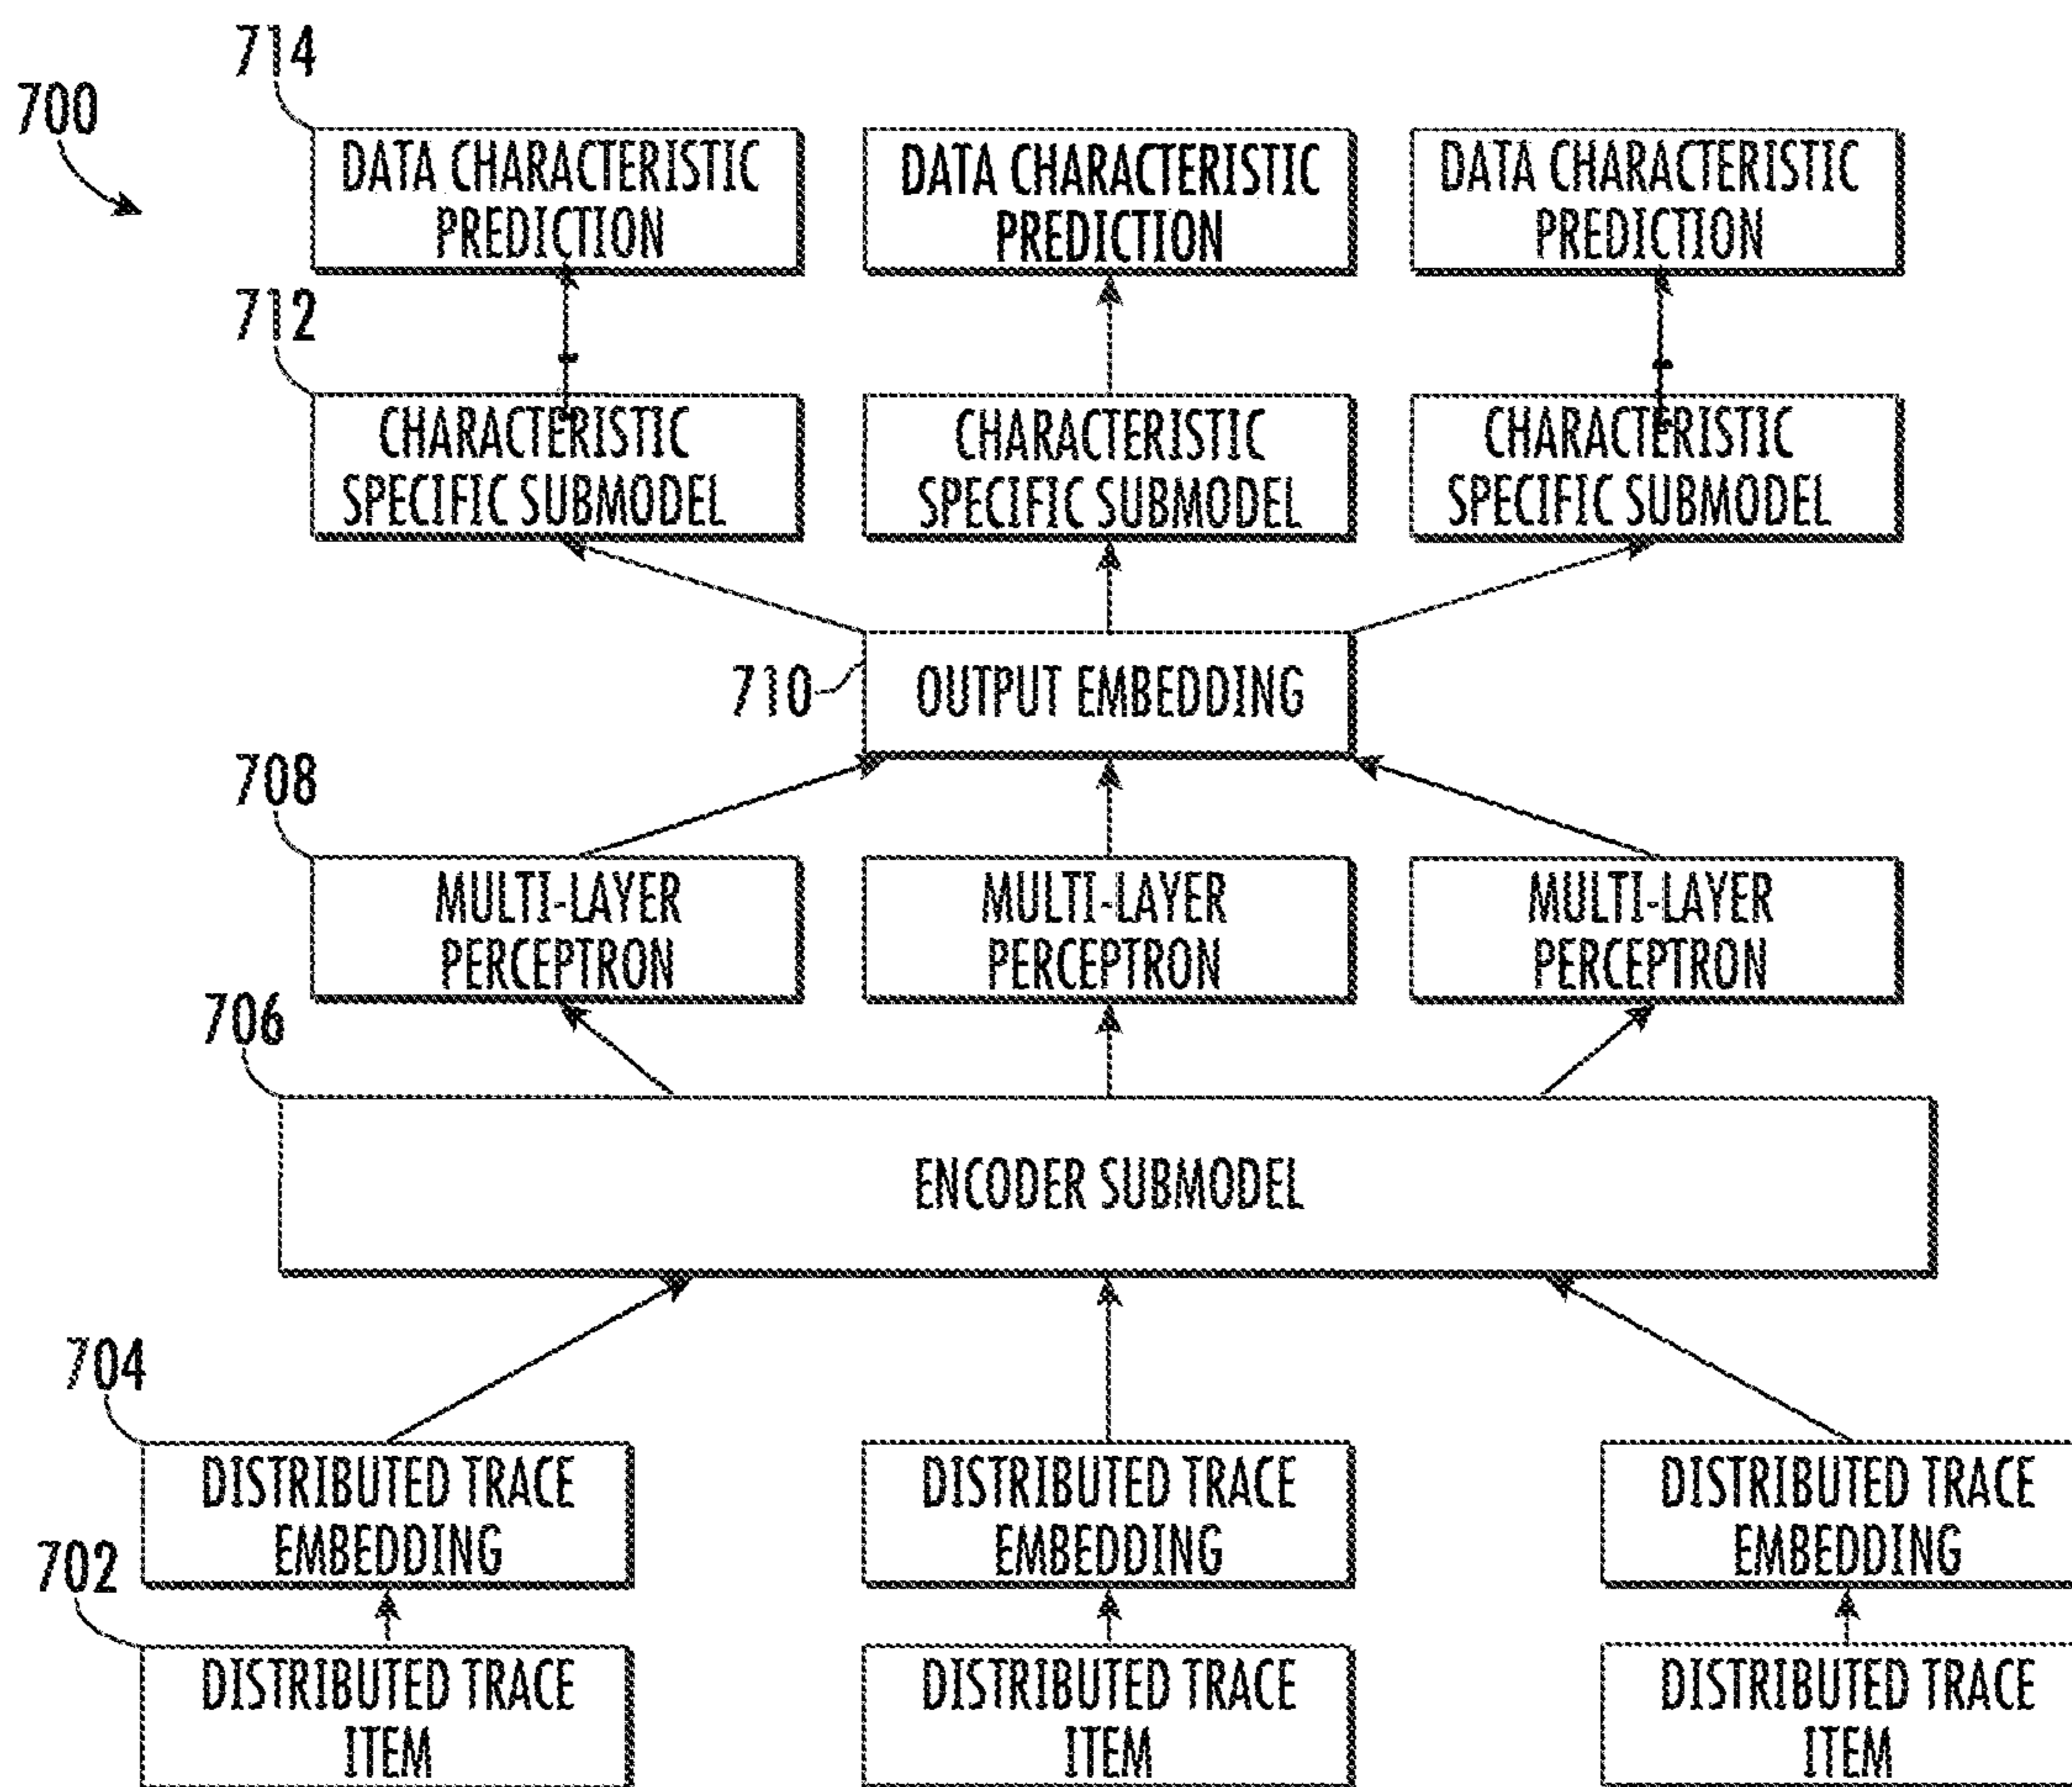 714
700
DATA CHARACTERISTIC
PREDICTION
DATA CHARACTERISTIC
PREDICTION
DATA CHARACTERISTIC
PREDICTION
712
CHARACTERISTIC
SPECIFIC SUBMODEL
CHARACTERISTIC
SPECIFIC SUBMODEL
CHARACTERISTIC
SPECIFIC SUBMODEL
710
OUTPUT EMBEDDING
708
MULTI-LAYER
PERCEPTRON
MULTI-LAYER
PERCEPTRON
MULTI-LAYER
PERCEPTRON
706
ENCODER SUBMODEL
704
DISTRIBUTED TRACE
EMBEDDING
DISTRIBUTED TRACE
EMBEDDING
DISTRIBUTED TRACE
EMBEDDING
702
DISTRIBUTED TRACE
ITEM
DISTRIBUTED TRACE
ITEM
DISTRIBUTED TRACE
ITEM